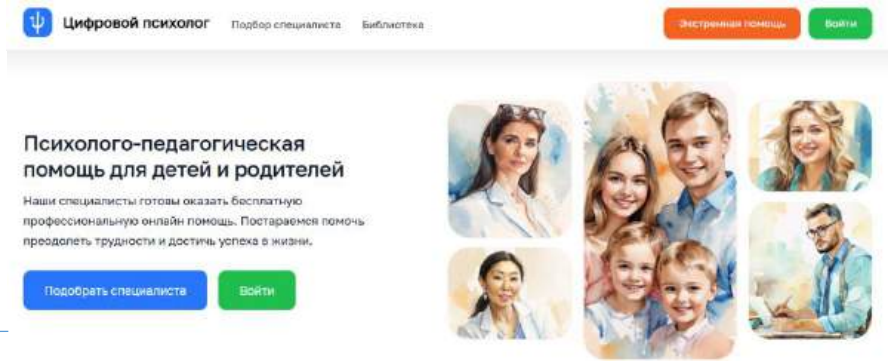 Цифровой психолог
Подбор специалиста
Библиотека
Экстренная помощь
Войти
Психолого-педагогическая
помощь для детей и родителей
Наши специалисты готовы оказать бесплатную
профессиональную онлайн помощь. Постараемся помочь
преодолеть трудности и достичь успеха в жизни.
Подобрать специалиста
Войти